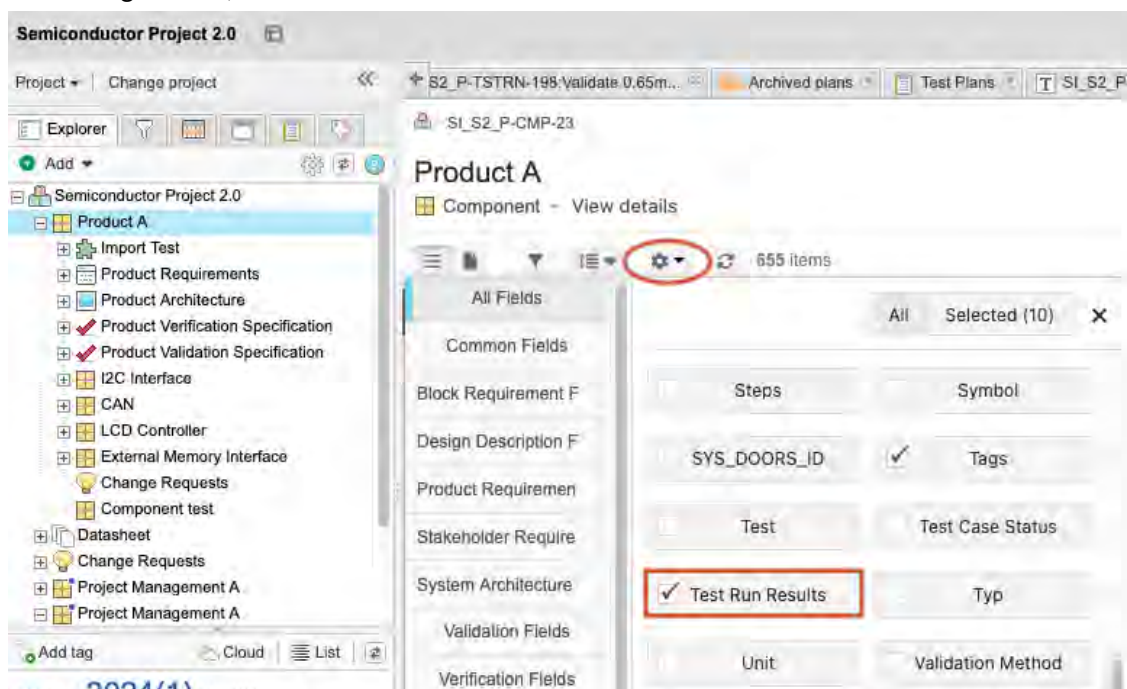 Semiconductor Project 2.0
Project
Change project
S2_P-TSTRN-198:Validate 0.65m...
Archived plans
Test Plans
SI_S2_P
Explorer
Add
Semiconductor Project 2.0
Product A
Import Test
Product Requirements
Product Architecture
Product Verification Specification
Product Validation Specification
I2C Interface
CAN
LCD Controller
External Memory Interface
Change Requests
Component test
Datasheet
Change Requests
Project Management A
Project Management A
Add tag
Cloud
List
2024(1)
SI_S2_P-CMP-23
Product A
Component - View details
655 items
All Fields
Common Fields
Block Requirement F
Design Description F
Product Requiremen
Stakeholder Require
System Architecture
Validation Fields
Verification Fields
All Selected (10)
Steps Symbol
SYS_DOORS_ID Tags
Test Test Case Status
Test Run Results Typ
Unit Validation Method